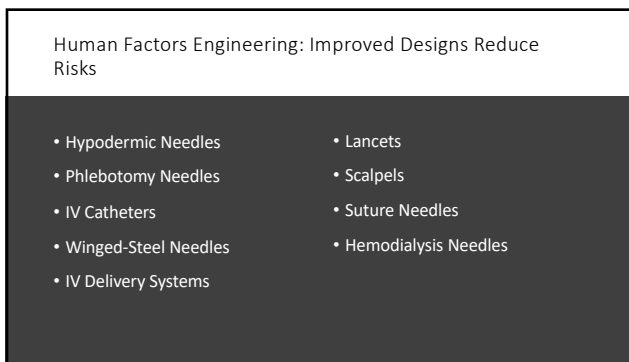 Human Factors Engineering: Improved Designs Reduce
Risks
• Hypodermic Needles
• Phlebotomy Needles
• IV Catheters
• Winged-Steel Needles
• IV Delivery Systems
• Lancets
• Scalpels
• Suture Needles
• Hemodialysis Needles